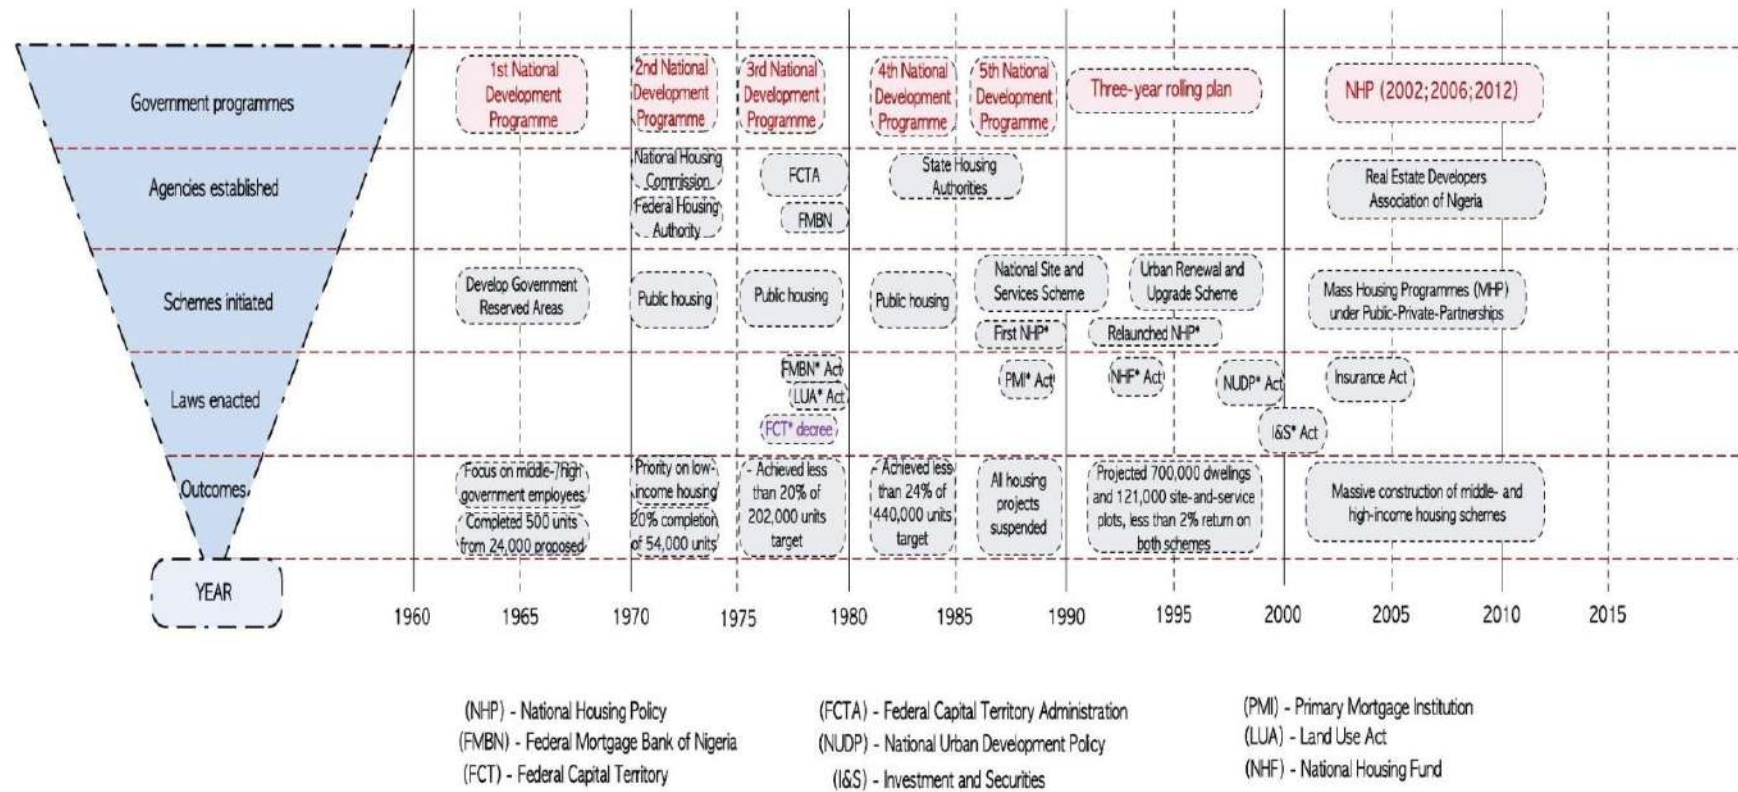 Government programmes
1st National
Development
Programme
2nd National
Development
Programme
3rd National
Development
Programme
4th National
Development
Programme
5th National
Development
Programme
Three-year rolling plan
NHP (2002;2006;2012)
Agencies established
National Housing
Commission
Federal Housing
Authority
FCTA
FMBN
State Housing
Authorities
Real Estate Developers
Association of Nigeria
Schemes initiated
Develop Government
Reserved Areas
Public housing
Public housing
Public housing
National Site and
Services Scheme
First NHP*
Urban Renewal and
Upgrade Scheme
Relaunched NHP*
Mass Housing Programmes (MHP)
under Public-Private-Partnerships
Laws enacted
FMBN* Act
LUA* Act
FCT* decree
PMI* Act
NHF* Act
NUDP* Act
I&S* Act
Insurance Act
Outcomes
Focus on middle-/high
government employees
Completed 500 units
from 24,000 proposed
Priority on low-
income housing
20% completion
of 54,000 units
- Achieved less
than 20% of
202,000 units
target
- Achieved less
than 24% of
440,000 units
target
All housing
projects
suspended
Projected 700,000 dwellings
and 121,000 site-and-service
plots, less than 2% return on
both schemes
Massive construction of middle- and
high-income housing schemes
YEAR
1960
1965
1970
1975
1980
1985
1990
1995
2000
2005
2010
2015
(NHP) - National Housing Policy
(FMBN) - Federal Mortgage Bank of Nigeria
(FCT) - Federal Capital Territory
(FCTA) - Federal Capital Territory Administration
(NUDP) - National Urban Development Policy
(I&S) - Investment and Securities
(PMI) - Primary Mortgage Institution
(LUA) - Land Use Act
(NHF) - National Housing Fund